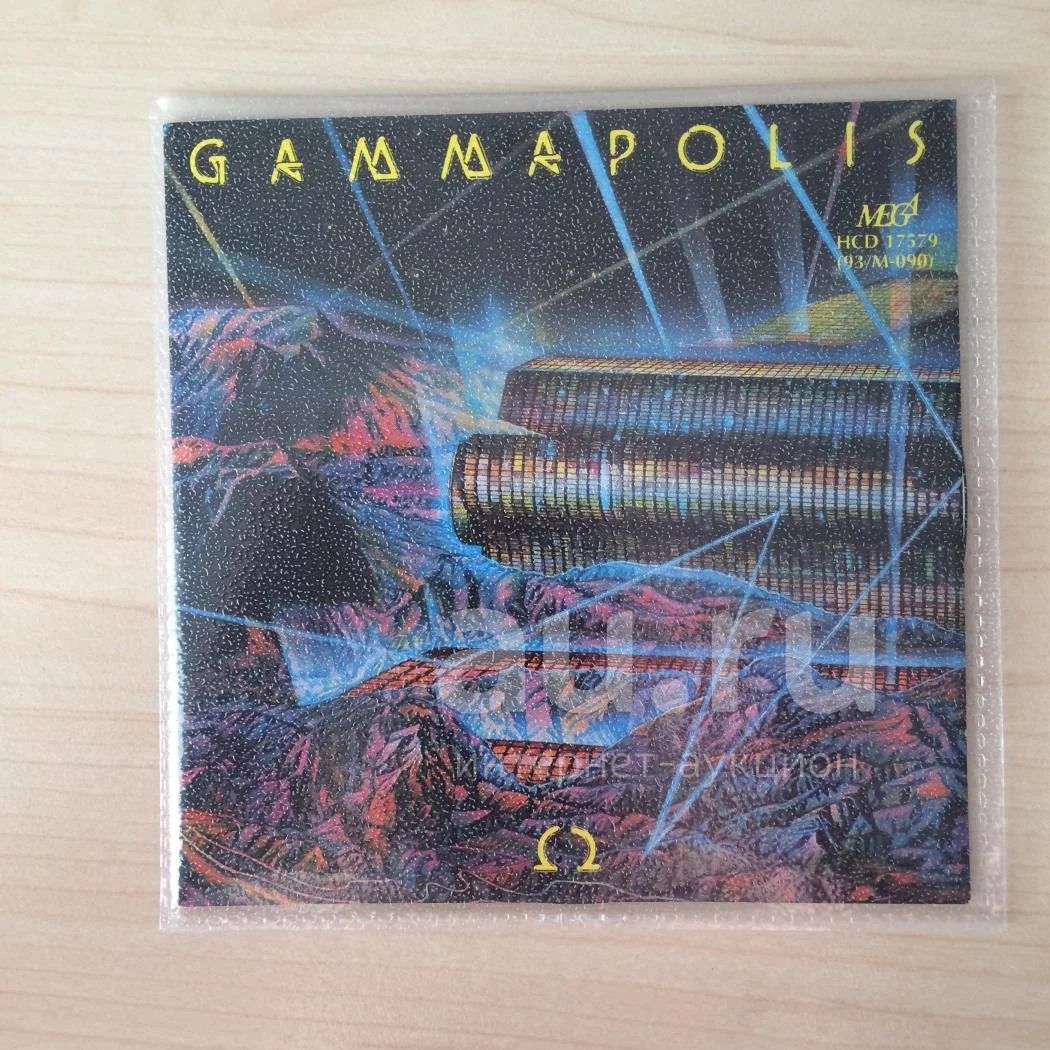 GAMMAPOLIS
MEGA
HCD 17579
(93/M-090)
au.ru
интернет-аукцион
Ω